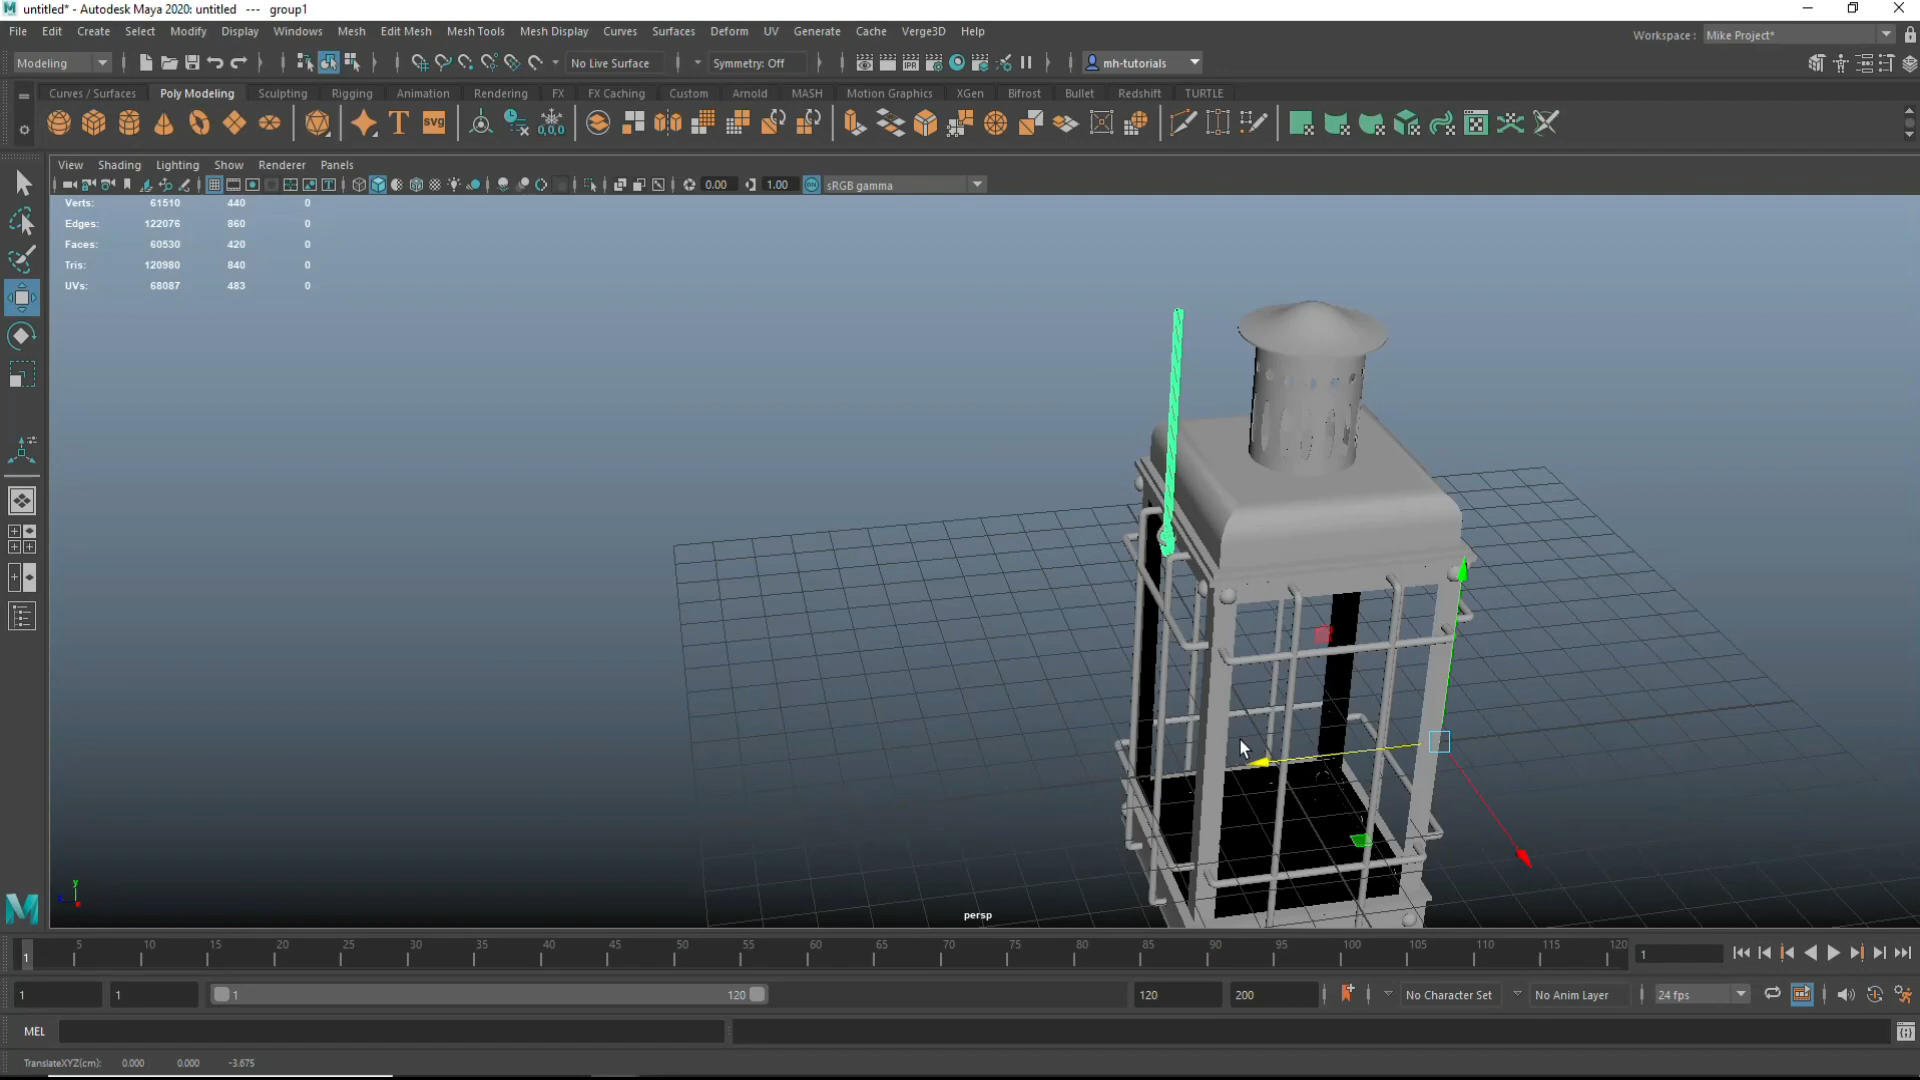 untitled* - Autodesk Maya 2020: untitled   ---   group1
File Edit Create Select Modify Display Windows Mesh Edit Mesh Mesh Tools Mesh Display Curves Surfaces Deform UV Generate Cache Verge3D Help Workspace : Mike Project*
Modeling IPR No Live Surface Symmetry: Off mh-tutorials
Curves / Surfaces Poly Modeling Sculpting Rigging Animation Rendering FX FX Caching Custom Arnold MASH Motion Graphics XGen Bifrost Bullet Redshift TURTLE
T svg 0,0,0
View Shading Lighting Show Renderer Panels
0.00 1.00 sRGB gamma
Verts: 61510 440 0
Edges: 122076 860 0
Faces: 60530 420 0
Tris: 120980 840 0
UVs: 68087 483 0
y
persp
1 5 10 15 20 25 30 35 40 45 50 55 60 65 70 75 80 85 90 95 100 105 110 115 120 1
1 1 1 120 120 200 No Character Set No Anim Layer 24 fps
MEL
TranslateXYZ(cm): 0.000 0.000 -3.675